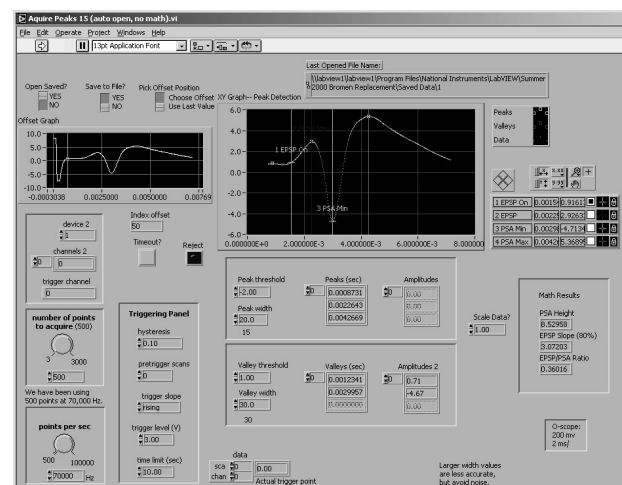 Aquire Peaks 15 (auto open, no math).vi
File Edit Operate Project Windows Help
13pt Application Font
Last Opened File Name:
\\labview1\labview1\Program Files\National Instruments\LabVIEW\Summer
2000 Bromen Replacement\Saved Data\1
Open Saved?
YES
NO
Save to File?
YES
NO
Pick Offset Position
Choose Offset
Use Last Value
XY Graph-- Peak Detection
Offset Graph
10.0
5.0
0.0
-5.0
-10.0
-0.0003038 0.0025000 0.0050000 0.00769
6.0
4.0
2.0
0.0
-2.0
-4.0
-6.0
0.000000E+0 2.000000E-3 4.000000E-3 6.000000E-3 8.000000
1 EPSP On
3 PSA Min
Peaks
Valleys
Data
1 EPSP On 0.00154 0.91612
2 EPSP 0.00225 2.92631
3 PSA Min 0.00298 -4.7134
4 PSA Max 0.00426 5.36895
device 2
1
channels 2
0
0
trigger channel
0
Index offset
50
Timeout?
Reject
number of points
to acquire (500)
3 3000
500
We have been using
500 points at 70,000 Hz.
points per sec
500 100000
70000 Hz
Triggering Panel
hysteresis
0.10
pretrigger scans
0
trigger slope
rising
trigger level (V)
3.00
time limit (sec)
10.00
Peak threshold
-2.00
Peak width
20.0
15
Peaks (sec)
0
0.0008731
0.0022643
0.0042669
Amplitudes
0
0.00
0.00
0.00
Valley threshold
1.00
Valley width
30.0
30
Valleys (sec)
0
0.0012341
0.0029957
0.0000000
Amplitudes 2
0
0.71
-4.67
0.00
Scale Data?
1.00
Math Results
PSA Height
8.52958
EPSP Slope (80%)
3.07203
EPSP/PSA Ratio
0.36016
O-scope:
200 mv
2 ms/
data
sca 0
chan 0
0.00
Actual trigger point
Larger width values
are less accurate,
but avoid noise.